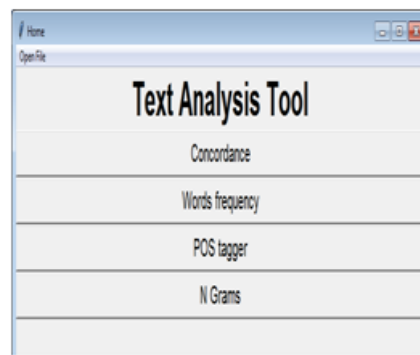 Home
Open File
Text Analysis Tool
Concordance
Words frequency
POS tagger
N Grams